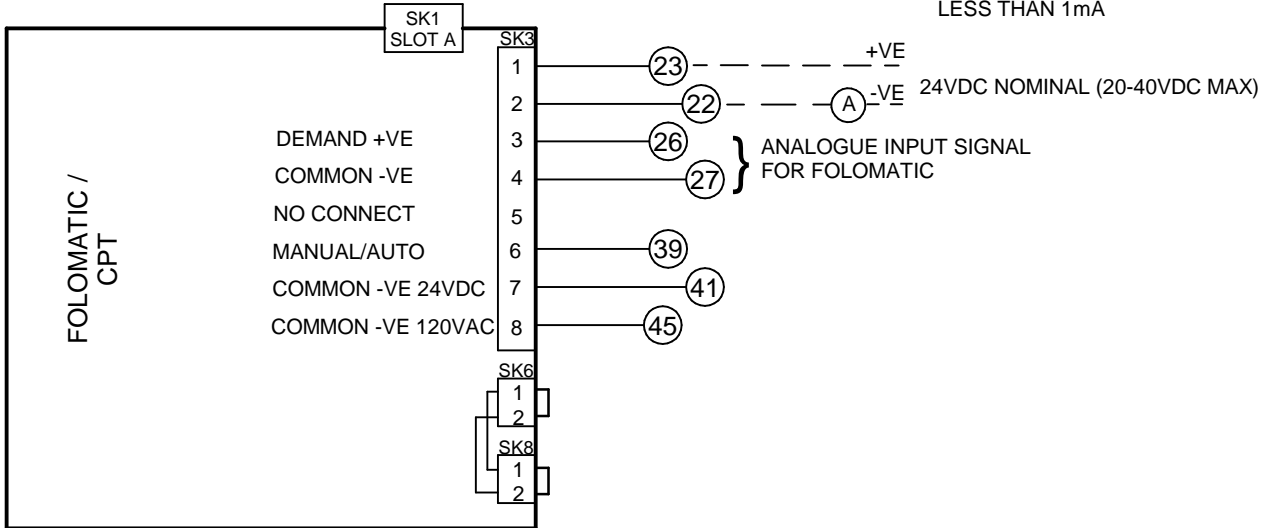 LESS THAN 1mA
SK1
SLOT A
SK3
1
23
+VE
2
22
A
-VE
24VDC NOMINAL (20-40VDC MAX)
DEMAND +VE
3
26
ANALOGUE INPUT SIGNAL
FOR FOLOMATIC
COMMON -VE
4
27
NO CONNECT
5
MANUAL/AUTO
6
39
COMMON -VE 24VDC
7
41
COMMON -VE 120VAC
8
45
FOLOMATIC /
CPT
SK6
1
2
SK8
1
2